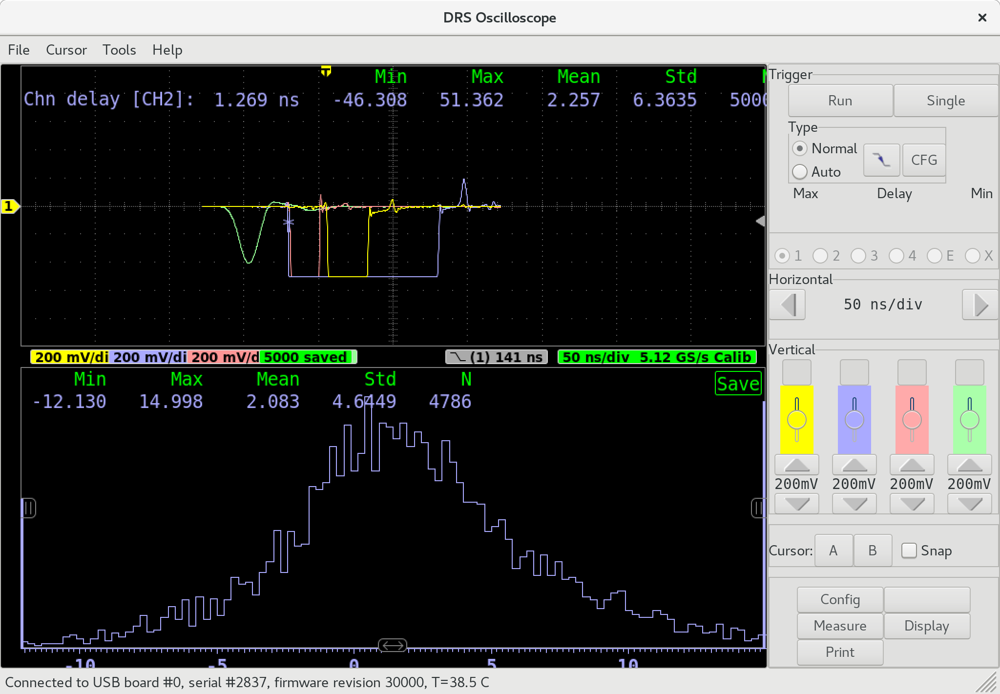 DRS Oscilloscope
File Cursor Tools Help
Min Max Mean Std
Chn delay [CH2]: 1.269 ns -46.308 51.362 2.257 6.3635 5000
1
200 mV/di 200 mV/di 200 mV/d 5000 saved (1) 141 ns 50 ns/div 5.12 GS/s Calib
Min Max Mean Std N
-12.130 14.998 2.083 4.6449 4786
Save
-10 -5 0 5 10
Trigger
Run Single
Type
Normal
Auto
CFG
Max Delay Min
1 2 3 4 E X
Horizontal
50 ns/div
Vertical
200mV 200mV 200mV 200mV
Cursor: A B Snap
Config
Measure Display
Print
Connected to USB board #0, serial #2837, firmware revision 30000, T=38.5 C